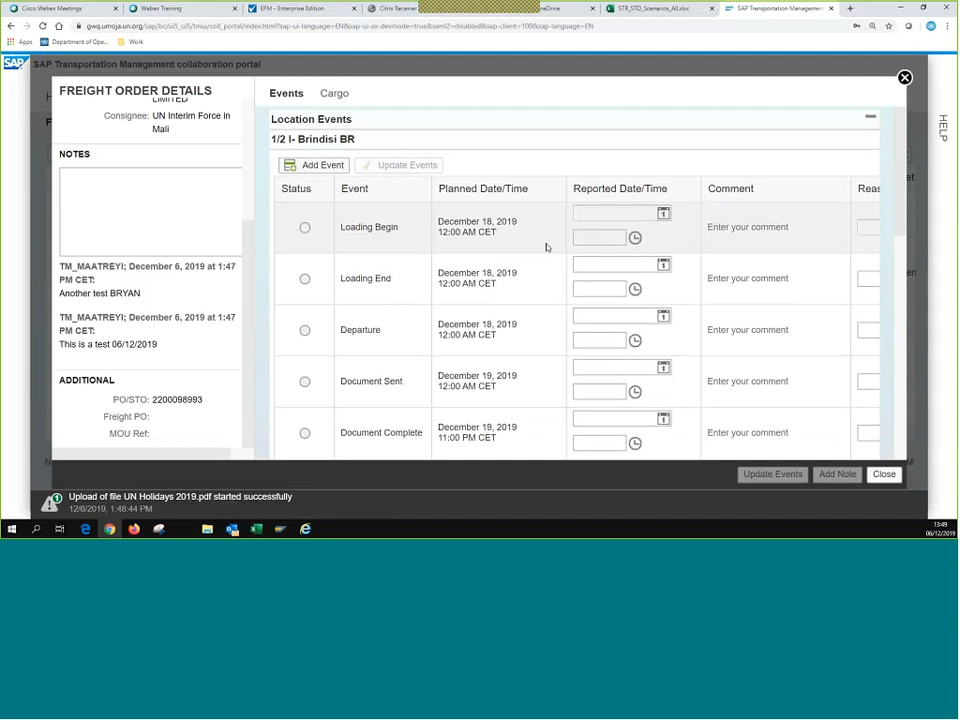 Cisco Webex Meetings
Webex Training
EFM - Enterprise Edition
Citrix Receiver
neDrive
STR_STO_Scenarios_All.xlsx
SAP Transportation Management
gwq.umoja.un.org/sap/bc/ui5_ui5/tmui/coll_portal/index.html?sap-ui-language=EN&sap-ui-xx-devmode=true&saml2=disabled&sap-client=100&sap-language=EN
Apps
Department of Ope...
Work
SAP
SAP Transportation Management collaboration portal
HELP
FREIGHT ORDER DETAILS
LIMITED
Consignee: UN Interim Force in
Mali
NOTES
TM_MAATREYI; December 6, 2019 at 1:47
PM CET:
Another test BRYAN
TM_MAATREYI; December 6, 2019 at 1:47
PM CET:
This is a test 06/12/2019
ADDITIONAL
PO/STO: 2200098993
Freight PO:
MOU Ref:
Events Cargo
Location Events
1/2 I- Brindisi BR
Add Event Update Events
Status Event Planned Date/Time Reported Date/Time Comment Reas
Loading Begin December 18, 2019 Enter your comment
12:00 AM CET
Loading End December 18, 2019 Enter your comment
12:00 AM CET
Departure December 18, 2019 Enter your comment
12:00 AM CET
Document Sent December 19, 2019 Enter your comment
12:00 AM CET
Document Complete December 19, 2019 Enter your comment
11:00 PM CET
Update Events Add Note Close
1
Upload of file UN Holidays 2019.pdf started successfully
12/6/2019, 1:48:44 PM
13:49
06/12/2019